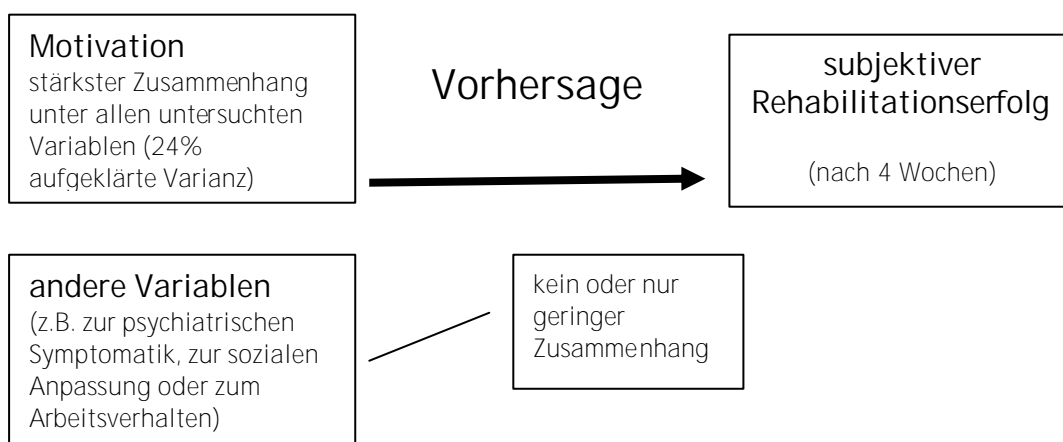 Motivation
stärkster Zusammenhang
unter allen untersuchten
Variablen (24%
aufgeklärte Varianz)
Vorhersage
subjektiver
Rehabilitationserfolg
(nach 4 Wochen)
andere Variablen
(z.B. zur psychiatrischen
Symptomatik, zur sozialen
Anpassung oder zum
Arbeitsverhalten)
kein oder nur
geringer
Zusammenhang